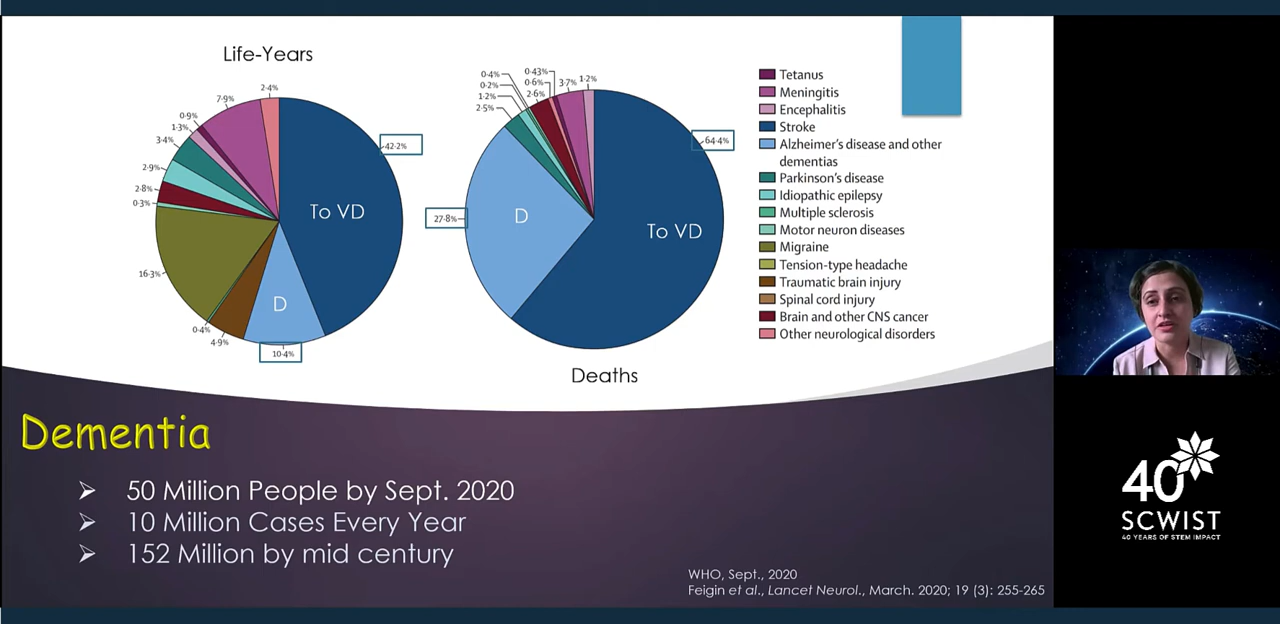 Life-Years
2·4%
7·9%
0·9%
1·3%
3·4%
2·9%
2·8%
0·3%
16·3%
0·4%
4·9%
10·4%
42·2%
To VD
D
0·4%
0·2%
1·2%
2·5%
0·43%
0·6%
2·6%
3·7%
1·2%
64·4%
27·8%
D
To VD
Deaths
Tetanus
Meningitis
Encephalitis
Stroke
Alzheimer's disease and other
dementias
Parkinson's disease
Idiopathic epilepsy
Multiple sclerosis
Motor neuron diseases
Migraine
Tension-type headache
Traumatic brain injury
Spinal cord injury
Brain and other CNS cancer
Other neurological disorders
Dementia
50 Million People by Sept. 2020
10 Million Cases Every Year
152 Million by mid century
WHO, Sept., 2020
Feigin et al., Lancet Neurol., March. 2020; 19 (3): 255-265
40
SCWIST
40 YEARS OF STEM IMPACT